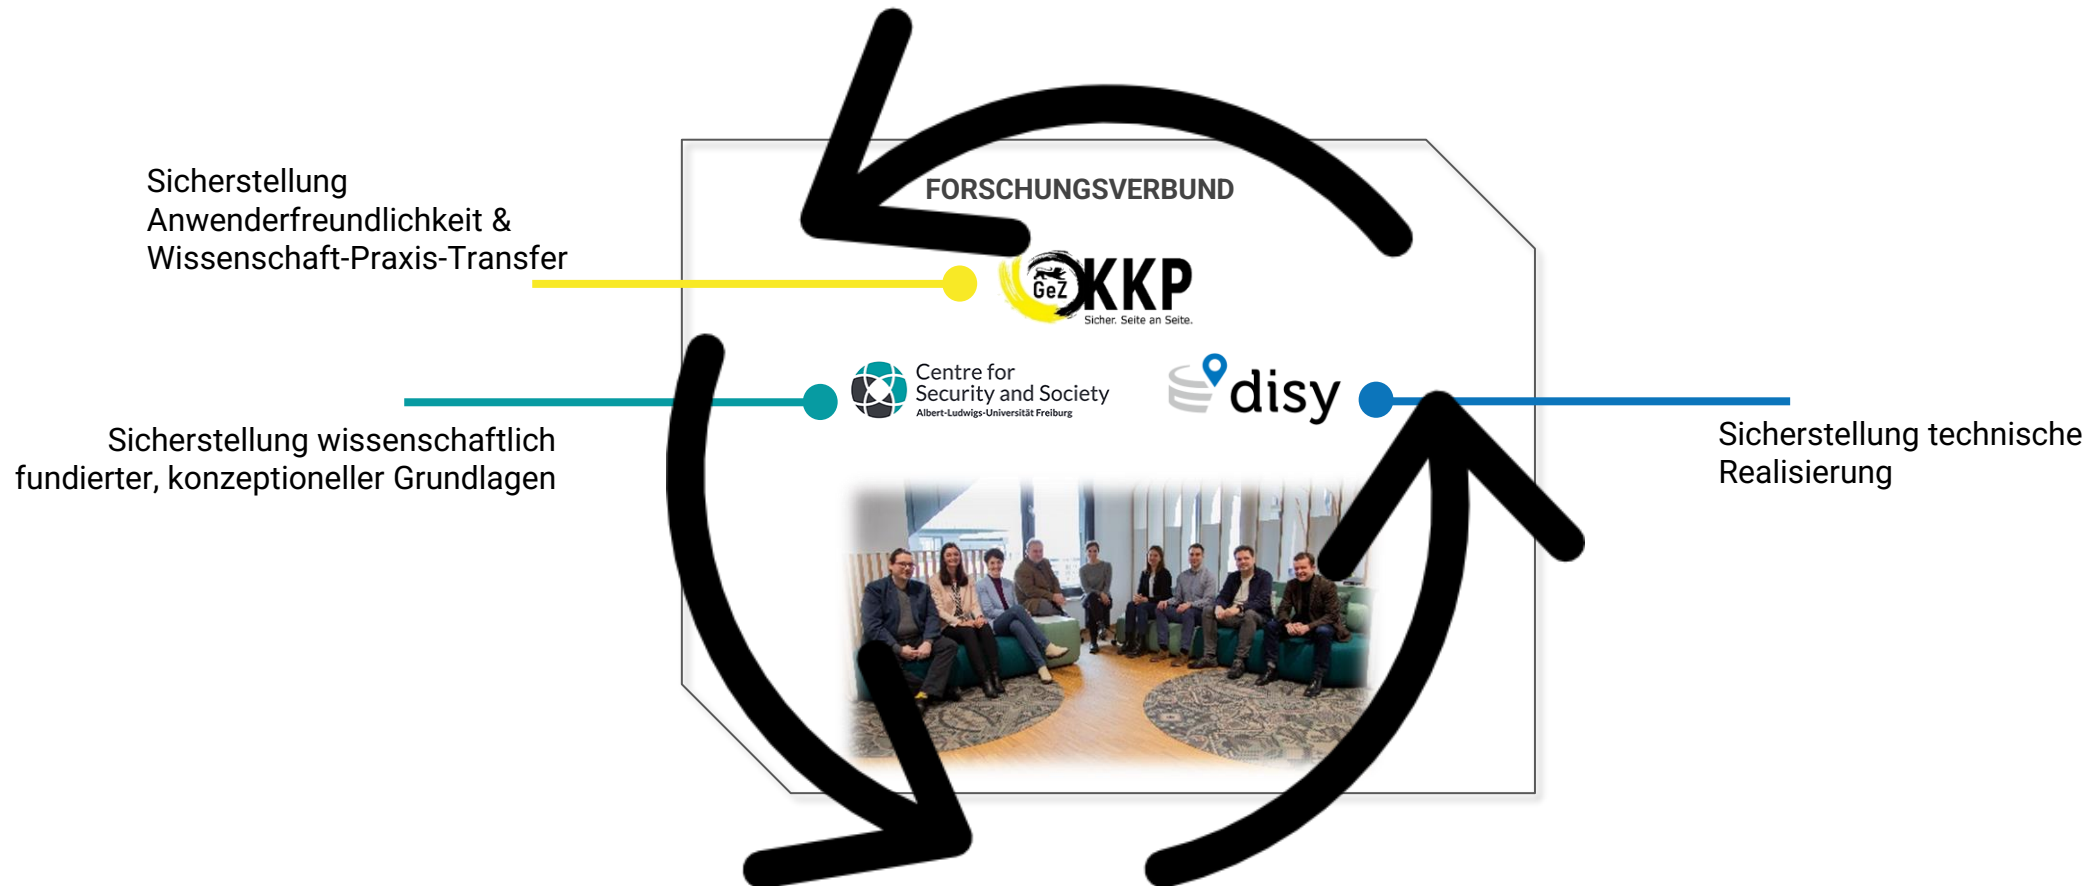 FORSCHUNGSVERBUND
Sicherstellung
Anwenderfreundlichkeit &
Wissenschaft-Praxis-Transfer
GeZ
KKP
Sicher. Seite an Seite.
Centre for
Security and Society
Albert-Ludwigs-Universität Freiburg
disy
Sicherstellung wissenschaftlich
fundierter, konzeptioneller Grundlagen
Sicherstellung technische
Realisierung